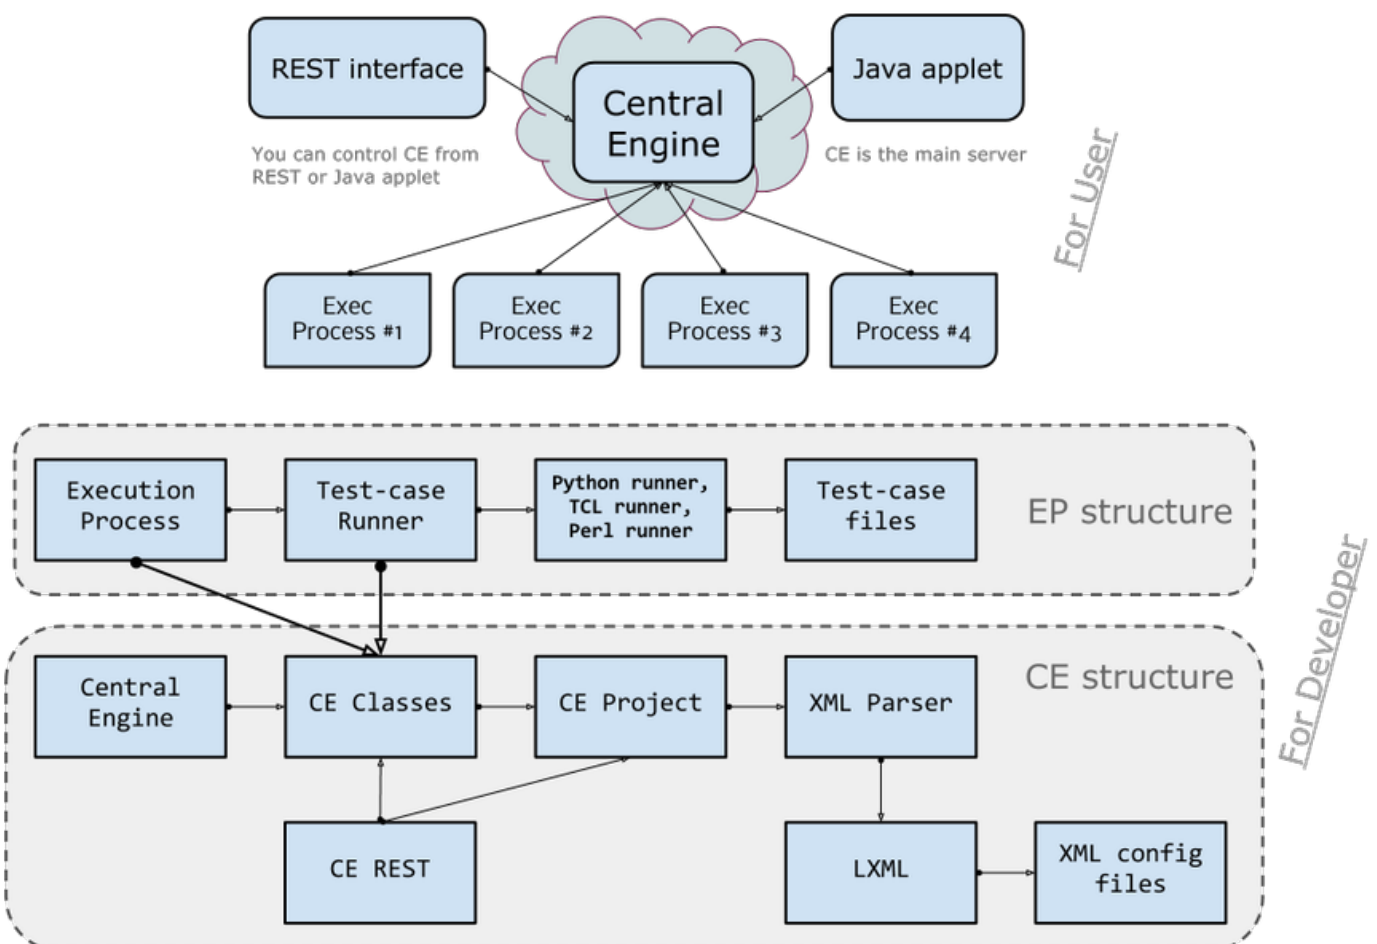 REST interface
Central
Engine
Java applet
You can control CE from
REST or Java applet
CE is the main server
For User
Exec
Process #1
Exec
Process #2
Exec
Process #3
Exec
Process #4
Execution
Process
Test-case
Runner
Python runner,
TCL runner,
Perl runner
Test-case
files
EP structure
For Developer
CE structure
Central
Engine
CE Classes
CE Project
XML Parser
CE REST
LXML
XML config
files